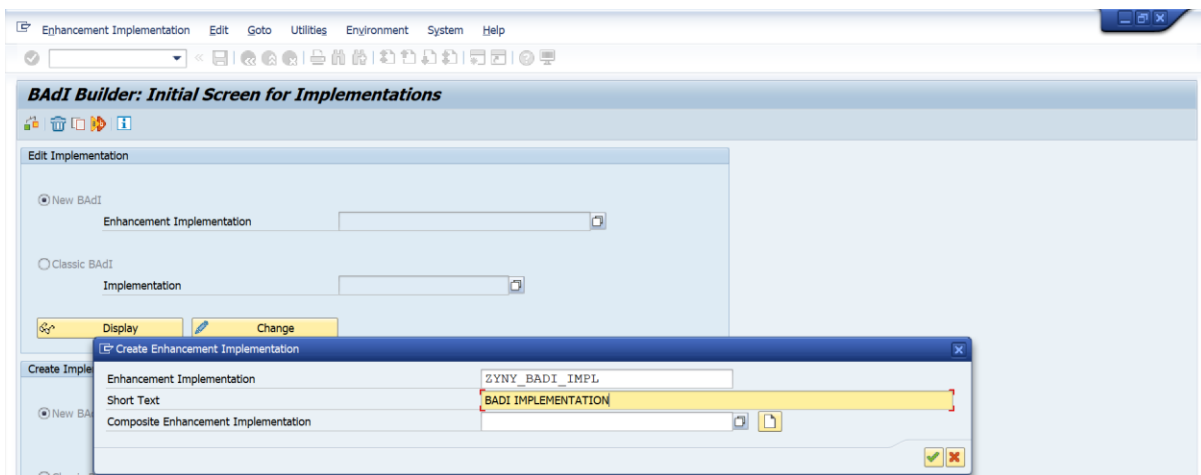 Enhancement Implementation Edit Goto Utilities Environment System Help
BAdI Builder: Initial Screen for Implementations
Edit Implementation
New BAdI
Enhancement Implementation
Classic BAdI
Implementation
Display Change
Create Enhancement Implementation
Create Imple
Enhancement Implementation ZYNY_BADI_IMPL
Short Text BADI IMPLEMENTATION
New BA
Composite Enhancement Implementation